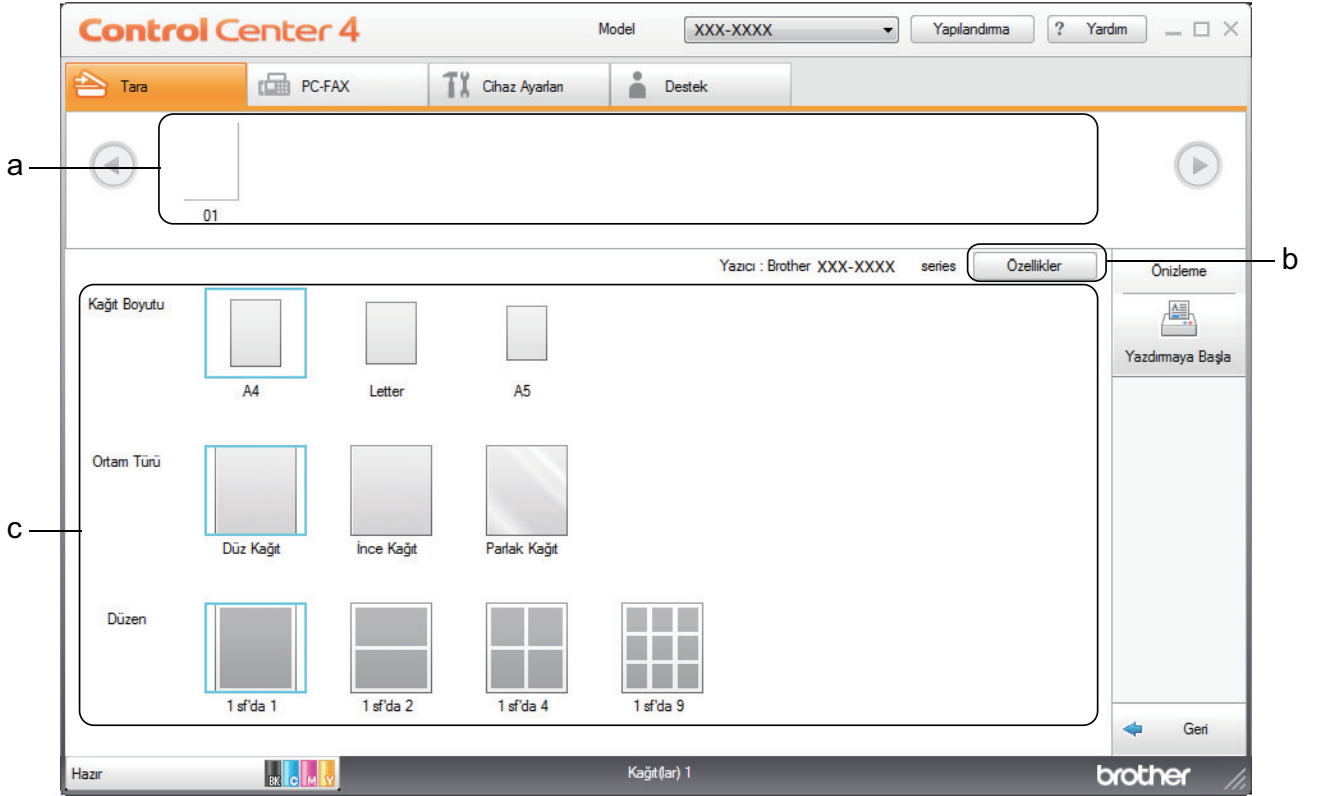 Control Center 4
Model
XXX-XXXX
Yapılandırma
? Yardım
Tara
PC-FAX
Cihaz Ayarları
Destek
a
01
Yazıcı : Brother XXX-XXXX series
Özellikler
b
Önizleme
Yazdırmaya Başla
Kağıt Boyutu
A4
Letter
A5
Ortam Türü
Düz Kağıt
İnce Kağıt
Parlak Kağıt
c
Düzen
1 sf'da 1
1 sf'da 2
1 sf'da 4
1 sf'da 9
Geri
Hazır
BK C M Y
Kağıt(lar) 1
brother